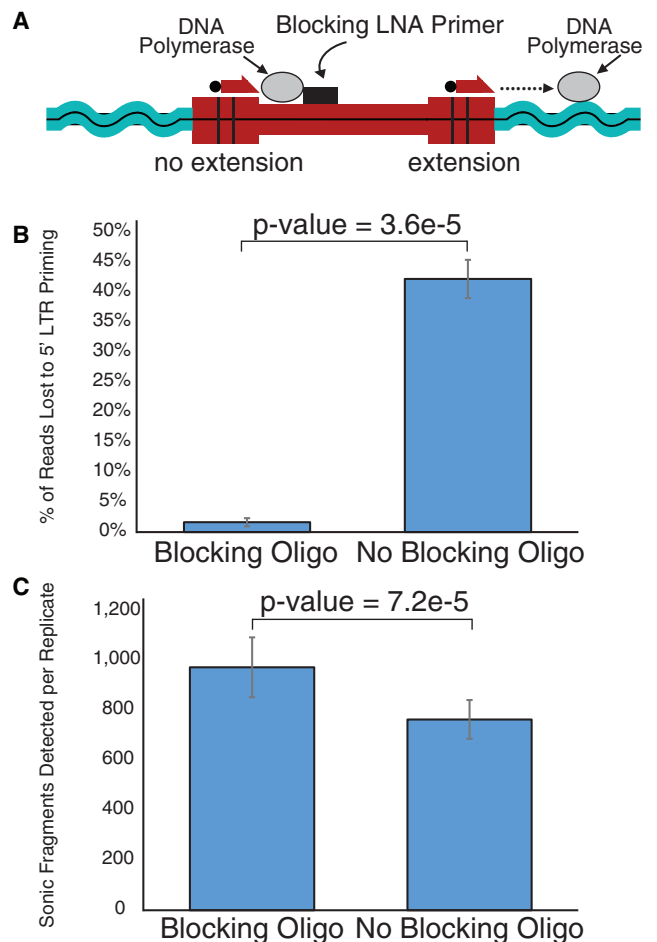 A
DNA Polymerase
Blocking LNA Primer
DNA Polymerase
no extension
extension
B
% of Reads Lost to 5' LTR Priming
50%
45%
40%
35%
30%
25%
20%
15%
10%
5%
0%
p-value = 3.6e-5
Blocking Oligo
No Blocking Oligo
C
Sonic Fragments Detected per Replicate
1,200
1,000
800
600
400
200
0
p-value = 7.2e-5
Blocking Oligo
No Blocking Oligo